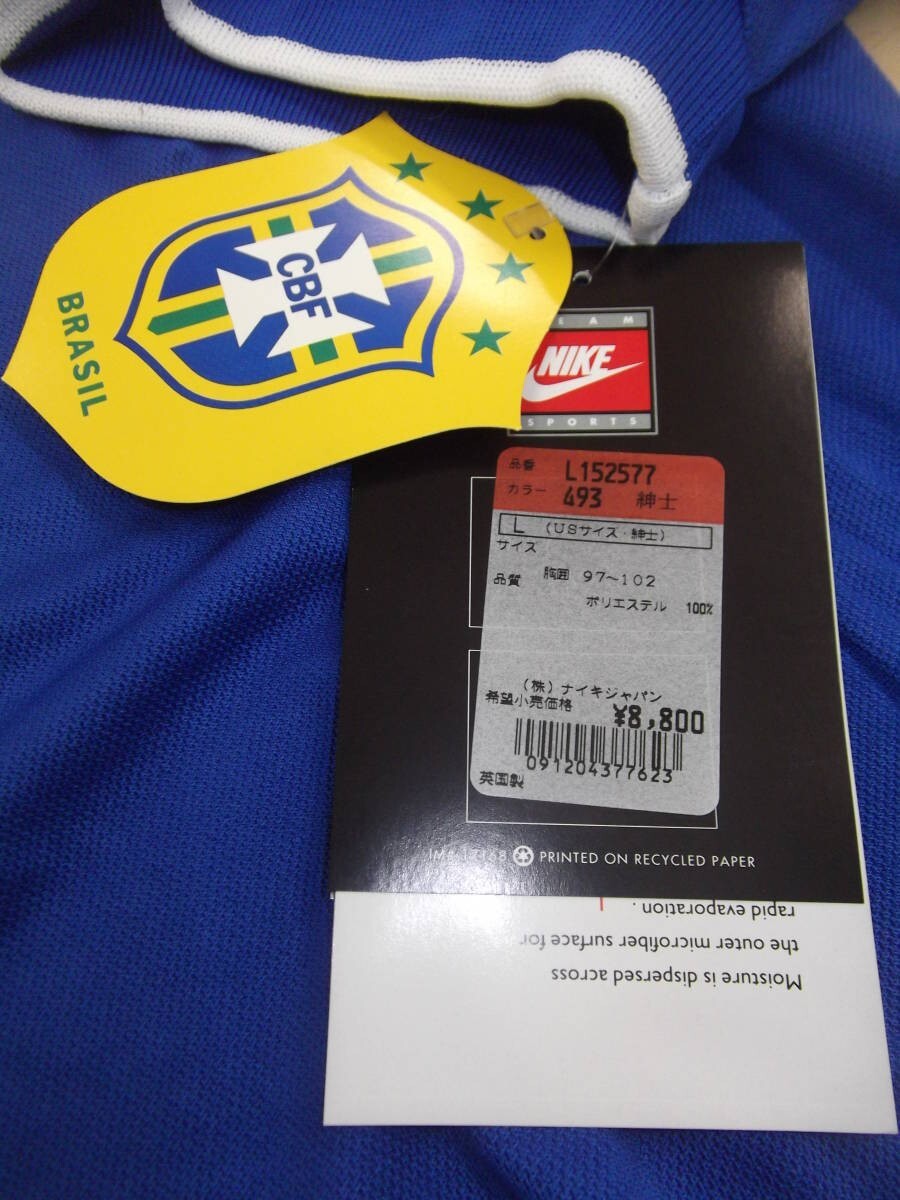 CBF
BRASIL
NIKE
SPORTS
品番 L152577
カラー 493 紳士
L (USサイズ・紳士)
サイズ
品質 胸囲 97~102
ポリエステル 100%
(株)ナイキジャパン
希望小売価格 ¥8,800
091204377623
英国製
PRINTED ON RECYCLED PAPER
Moisture is dispersed across
the outer microfiber surface for
rapid evaporation.